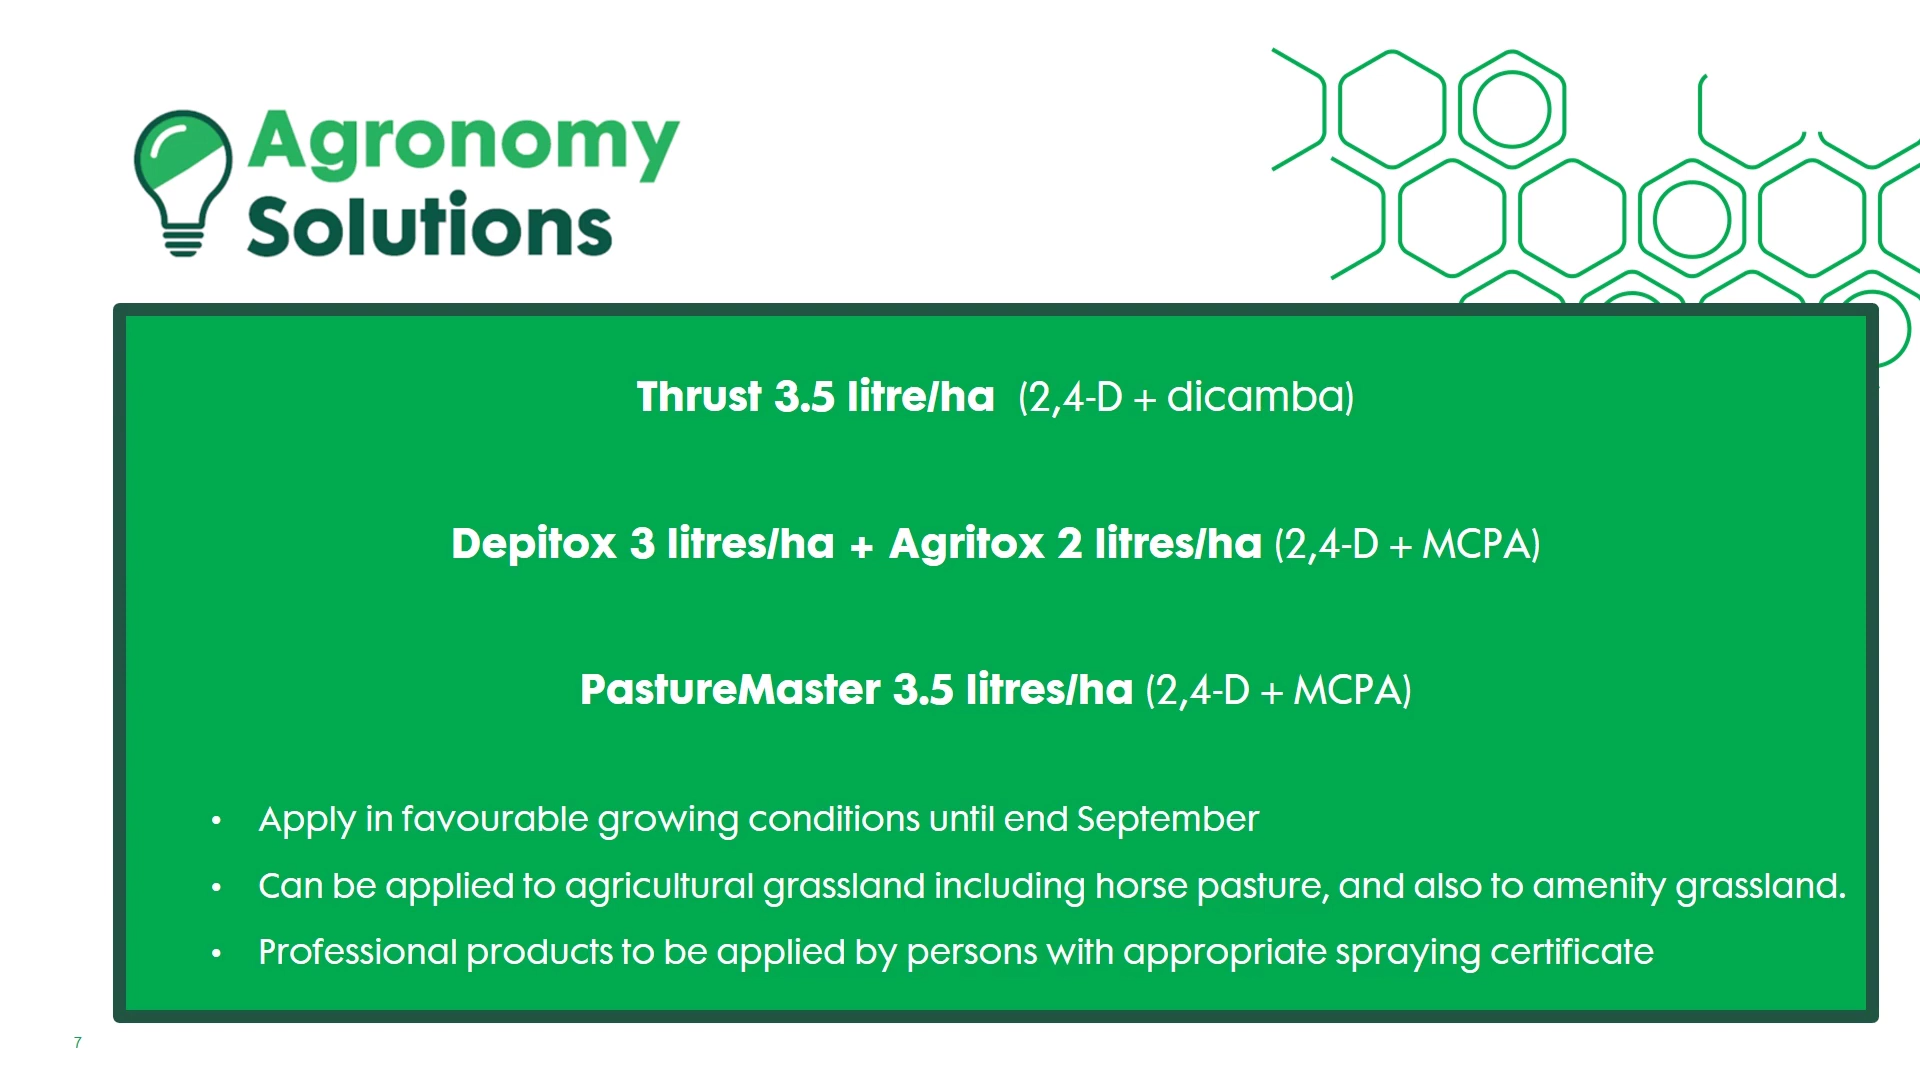 Agronomy
Solutions
Thrust 3.5 litre/ha (2,4-D + dicamba)
Depitox 3 litres/ha + Agritox 2 litres/ha (2,4-D + MCPA)
PastureMaster 3.5 litres/ha (2,4-D + MCPA)
• Apply in favourable growing conditions until end September
• Can be applied to agricultural grassland including horse pasture, and also to amenity grassland.
• Professional products to be applied by persons with appropriate spraying certificate
7